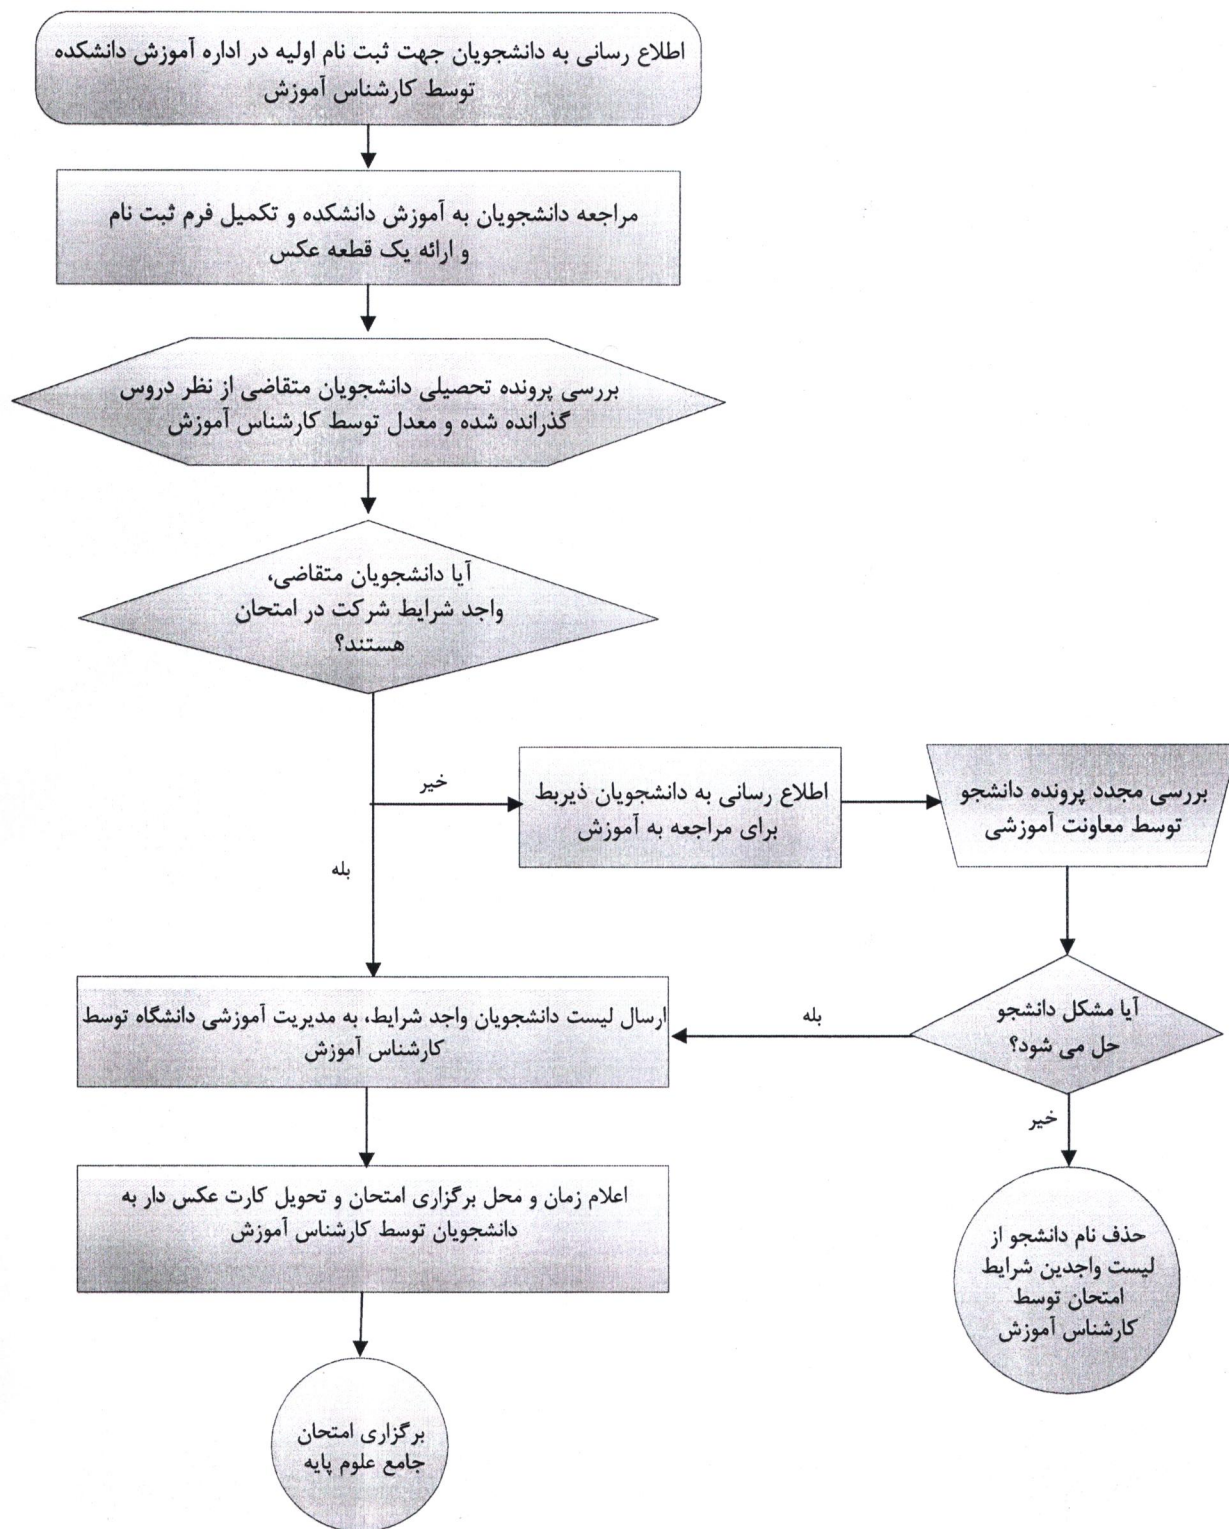 اطلاع رسانی به دانشجویان جهت ثبت نام اولیه در اداره آموزش دانشکده
توسط کارشناس آموزش
مراجعه دانشجویان به آموزش دانشکده و تکمیل فرم ثبت نام
و ارائه یک قطعه عکس
بررسی پرونده تحصیلی دانشجویان متقاضی از نظر دروس
گذرانده شده و معدل توسط کارشناس آموزش
آیا دانشجویان متقاضی،
واجد شرایط شرکت در امتحان
هستند؟
خیر
اطلاع رسانی به دانشجویان ذیربط
برای مراجعه به آموزش
بررسی مجدد پرونده دانشجو
توسط معاونت آموزشی
بله
آیا مشکل دانشجو
حل می شود؟
بله
ارسال لیست دانشجویان واجد شرایط، به مدیریت آموزشی دانشگاه توسط
کارشناس آموزش
خیر
حذف نام دانشجو از
لیست واجدین شرایط
امتحان توسط
کارشناس آموزش
اعلام زمان و محل برگزاری امتحان و تحویل کارت عکس دار به
دانشجویان توسط کارشناس آموزش
برگزاری امتحان
جامع علوم پایه